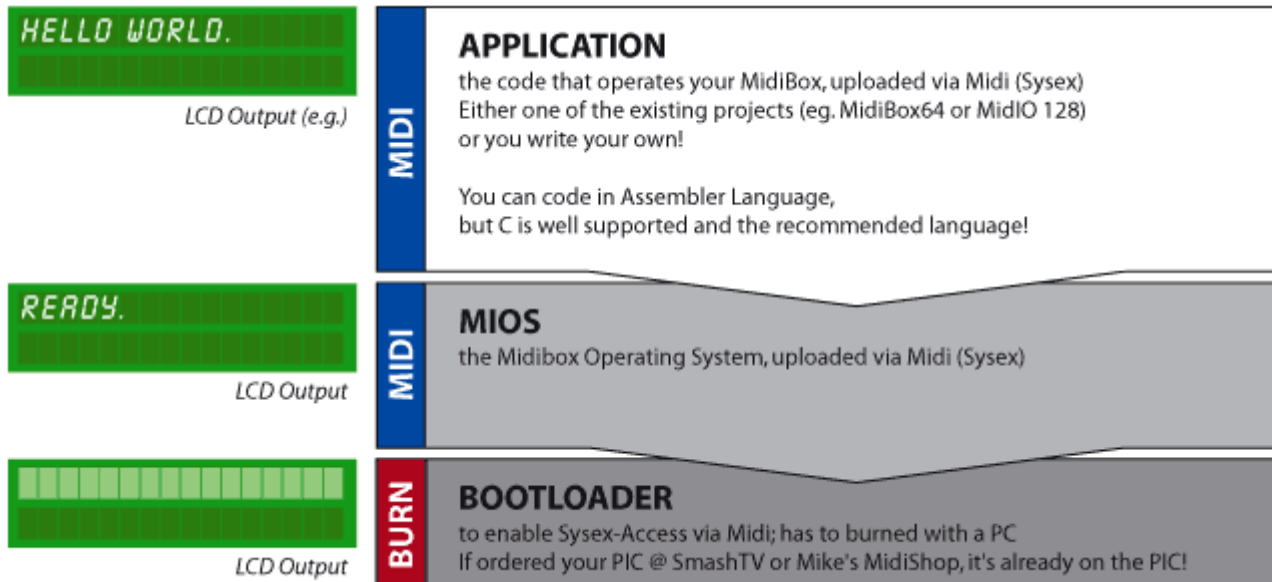 HELLO WORLD.
LCD Output (e.g.)
MIDI
APPLICATION
the code that operates your MidiBox, uploaded via Midi (Sysex)
Either one of the existing projects (eg. MidiBox64 or MidIO 128)
or you write your own!
You can code in Assembler Language,
but C is well supported and the recommended language!
READY.
LCD Output
MIDI
MIOS
the Midibox Operating System, uploaded via Midi (Sysex)
LCD Output
BURN
BOOTLOADER
to enable Sysex-Access via Midi; has to burned with a PC
If ordered your PIC @ SmashTV or Mike's MidiShop, it's already on the PIC!